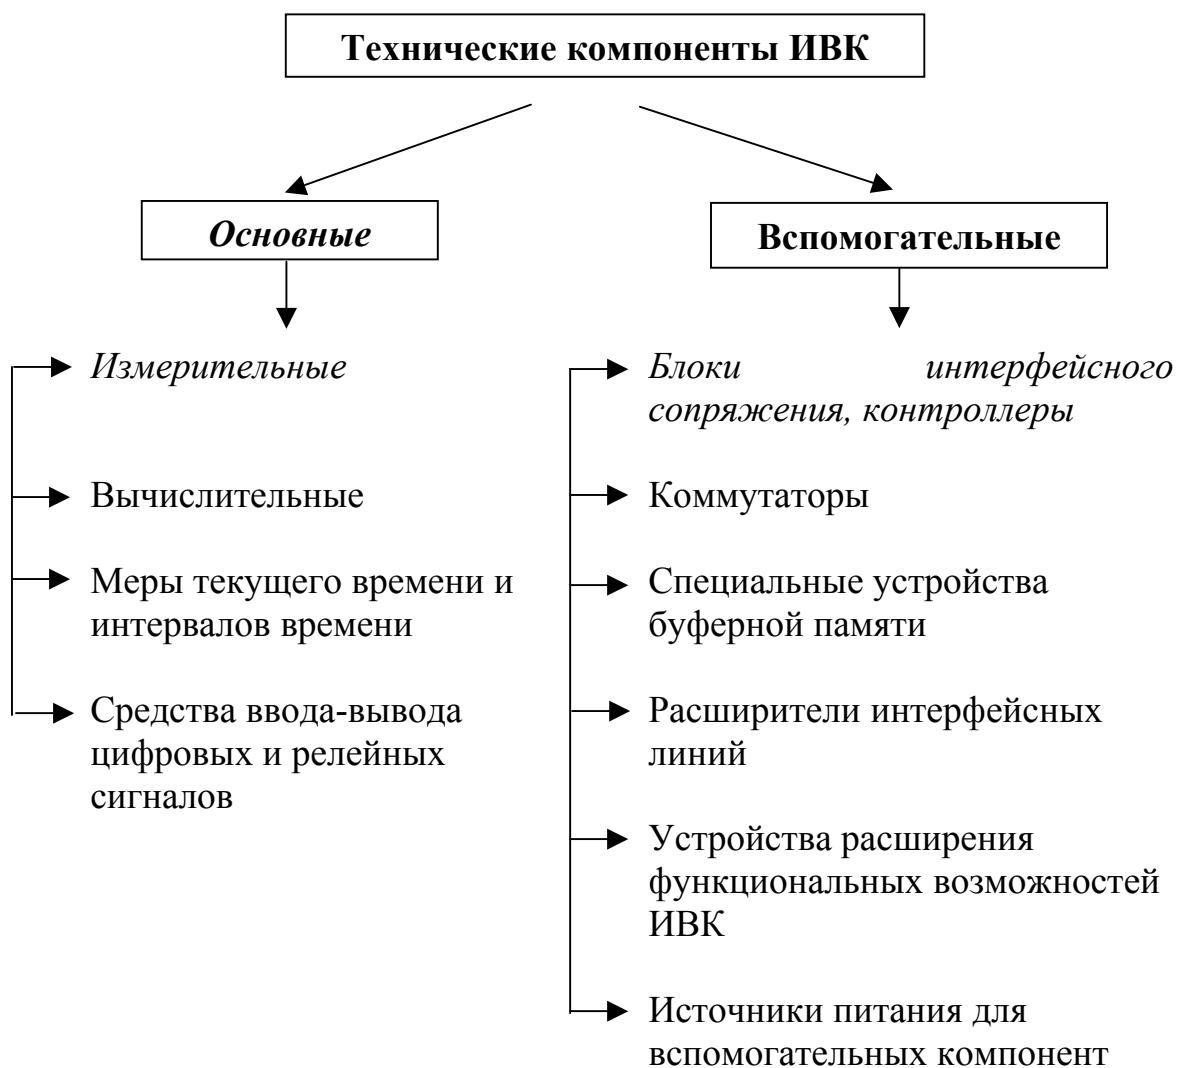 Технические компоненты ИВК
Основные
Измерительные
Вычислительные
Меры текущего времени и
интервалов времени
Средства ввода-вывода
цифровых и релейных
сигналов
Вспомогательные
Блоки интерфейсного
сопряжения, контроллеры
Коммутаторы
Специальные устройства
буферной памяти
Расширители интерфейсных
линий
Устройства расширения
функциональных возможностей
ИВК
Источники питания для
вспомогательных компонент